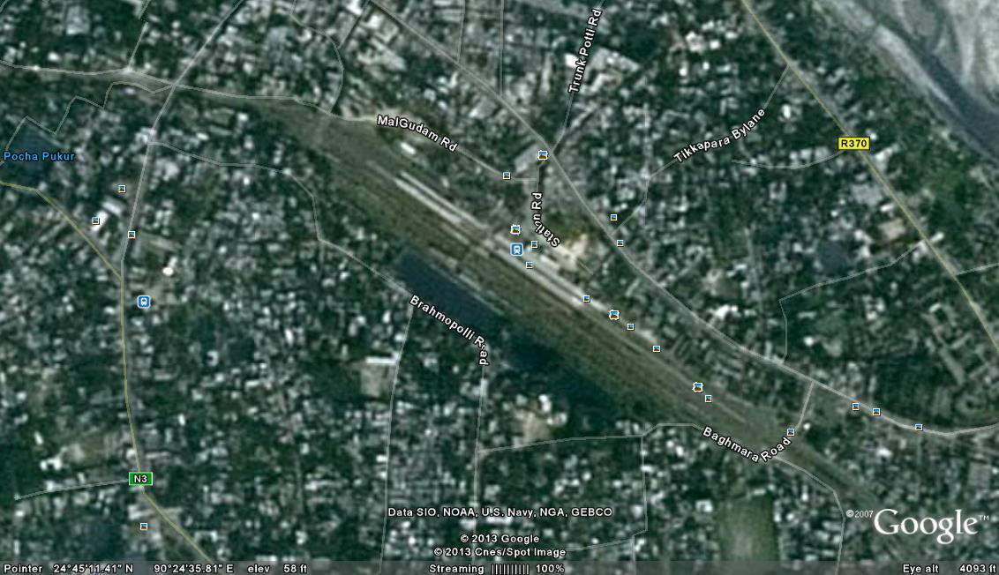 Trunk Potti Rd
MalGudam Rd
Tikkapara Bylane
R370
Pocha Pukur
Station Rd
Brahmopolli Road
Baghmara Road
N3
Data SIO, NOAA, U.S. Navy, NGA, GEBCO
©2007 Google™
© 2013 Google
© 2013 Cnes/Spot Image
Pointer 24°45'11.41" N 90°24'35.81" E elev 58 ft Streaming |||||||||| 100% Eye alt 4093 ft